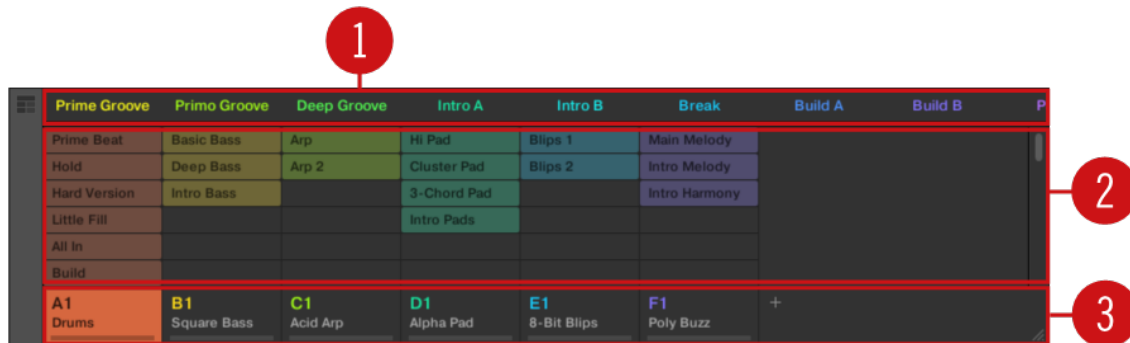 1
Prime Groove Primo Groove Deep Groove Intro A Intro B Break Build A Build B P
Prime Beat Basic Bass Arp Hi Pad Blips 1 Main Melody
Hold Deep Bass Arp 2 Cluster Pad Blips 2 Intro Melody
Hard Version Intro Bass 3-Chord Pad Intro Harmony
2
Little Fill Intro Pads
All In
Build
A1 B1 C1 D1 E1 F1 +
Drums Square Bass Acid Arp Alpha Pad 8-Bit Blips Poly Buzz
3